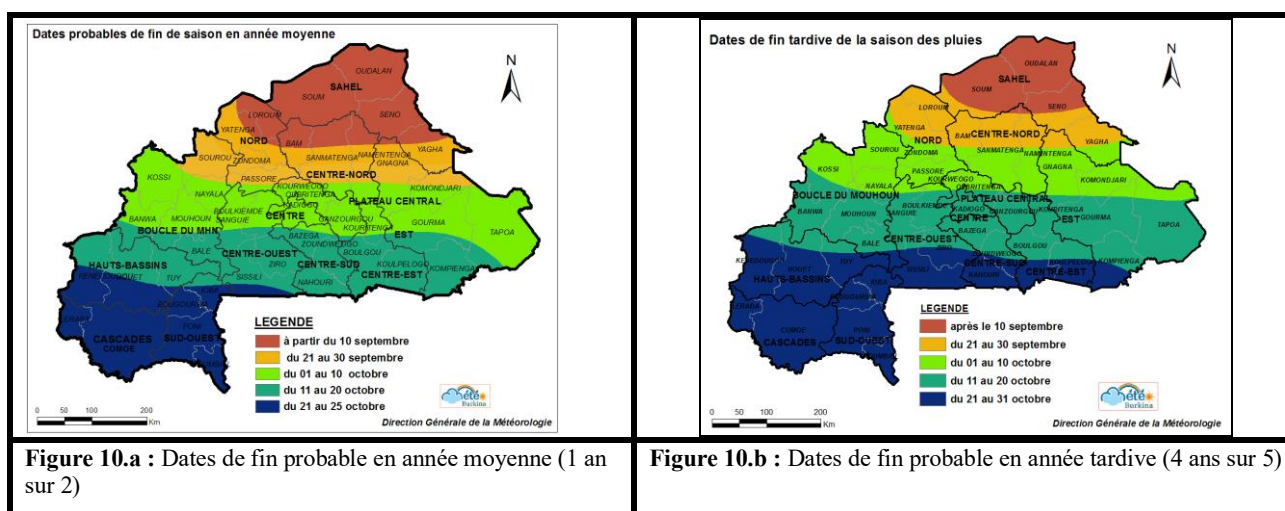 Dates probables de fin de saison en année moyenne
N
OUDALAN
SAHEL
SOUM
LOROUM
SENO
YATENGA
NORD
BAM
YAGHA
SOUROU
ZONDOMA
SANMATENGA
NAMENTENGA
GNAGNA
CENTRE-NORD
KOSSI
PASSORE
KOURWEOGO
KOMONDJARI
NAYALA
OUBRITENGA
PLATEAU CENTRAL
BOULKIEMDE
KADIOGO
CENTRE
BANWA
MOUHOUN
SANGUIE
GANZOURGOU
GOURMA
KOURITENGA
TAPOA
BOUCLE DU MHN
BAZEGA
EST
ZOUNDWEOGO
BALE
CENTRE-OUEST
BOULGOU
HAUTS-BASSINS
ZIRO
CENTRE-SUD
KOULPELOGO
KOMPIENGA
CENTRE-EST
TUY
SISSILI
NAHOURI
BOUGOURIBA
PONI
CASCADES
SUD-OUEST
COMOE
LEGENDE
à partir du 10 septembre
du 21 au 30 septembre
du 01 au 10 octobre
du 11 au 20 octobre
du 21 au 25 octobre
0 50 100 200
Km
été
Burkina
Direction Générale de la Météorologie
Figure 10.a : Dates de fin probable en année moyenne (1 an
sur 2)
Dates de fin tardive de la saison des pluies
N
OUDALAN
SAHEL
SOUM
LOROUM
SENO
YATENGA
BAM
CENTRE-NORD
NORD
YAGHA
SOUROU
ZONDOMA
SANMATENGA
NAMENTENGA
KOSSI
PASSORE
GNAGNA
KOURWEOGO
KOMONDJARI
NAYALA
OUBRITENGA
BOUCLE DU MOUHOUN
PLATEAU CENTRAL
BOULKIEMDE
KADIOGO
BANWA
MOUHOUN
SANGUIE
CENTRE
GANZOURGOU
KOURITENGA
EST
GOURMA
BAZEGA
TAPOA
CENTRE-OUEST
BALE
BOULGOU
ZIRO
ZOUNDWEOGO
TUY
CENTRE-SUD
KOMPIENGA
HAUTS-BASSINS
HOUET
SISSILI
CENTRE-EST
NAHOURI
IOBA
BOUGOURIBA
LERABA
COMOE
PONI
CASCADES
SUD-OUEST
LEGENDE
après le 10 septembre
du 21 au 30 septembre
du 01 au 10 octobre
du 11 au 20 octobre
du 21 au 31 octobre
0 50 100 200
Km
été
Burkina
Direction Générale de la Météorologie
Figure 10.b : Dates de fin probable en année tardive (4 ans sur 5)